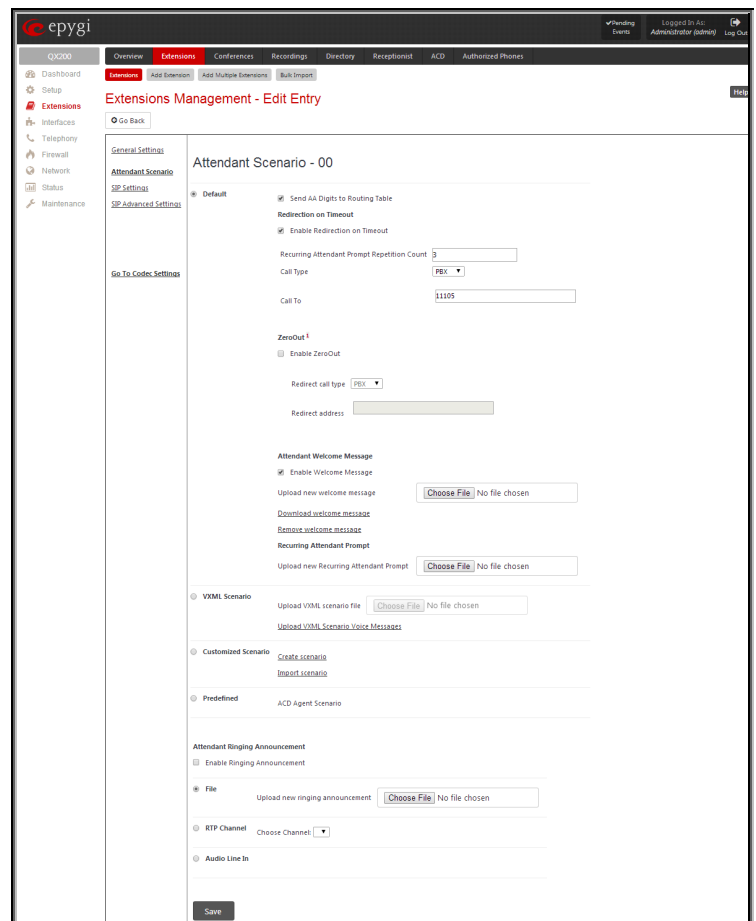 epygi
Pending Events
Logged In As:
Administrator (admin)
Log Out
QX200
Overview Extensions Conferences Recordings Directory Receptionist ACD Authorized Phones
Dashboard
Setup
Extensions
Interfaces
Telephony
Firewall
Network
Status
Maintenance
Extensions Add Extension Add Multiple Extensions Bulk Import
Extensions Management - Edit Entry
Help
Go Back
General Settings
Attendant Scenario
SIP Settings
SIP Advanced Settings
Go To Codec Settings
Attendant Scenario - 00
Default
Send AA Digits to Routing Table
Redirection on Timeout
Enable Redirection on Timeout
Recurring Attendant Prompt Repetition Count 3
Call Type PBX
Call To 11105
ZeroOut
Enable ZeroOut
Redirect call type PBX
Redirect address
Attendant Welcome Message
Enable Welcome Message
Upload new welcome message Choose File No file chosen
Download welcome message
Remove welcome message
Recurring Attendant Prompt
Upload new Recurring Attendant Prompt Choose File No file chosen
VXML Scenario
Upload VXML scenario file Choose File No file chosen
Upload VXML Scenario Voice Messages
Customized Scenario
Create scenario
Import scenario
Predefined
ACD Agent Scenario
Attendant Ringing Announcement
Enable Ringing Announcement
File
Upload new ringing announcement Choose File No file chosen
RTP Channel Choose Channel:
Audio Line In
Save